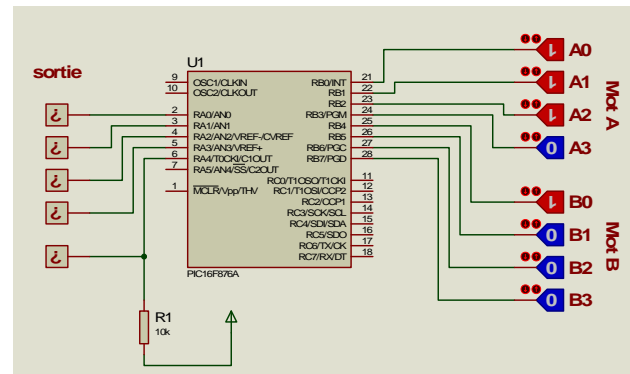 sortie
U1
9 OSC1/CLKIN
10 OSC2/CLKOUT
2 RA0/AN0
3 RA1/AN1
4 RA2/AN2/VREF-/CVREF
5 RA3/AN3/VREF+
6 RA4/T0CKI/C1OUT
7 RA5/AN4/SS/C2OUT
1 MCLR/Vpp/THV
RB0/INT 21
RB1 22
RB2 23
RB3/PGM 24
RB4 25
RB5 26
RB6/PGC 27
RB7/PGD 28
RC0/T1OSO/T1CKI 11
RC1/T1OSI/CCP2 12
RC2/CCP1 13
RC3/SCK/SCL 14
RC4/SDI/SDA 15
RC5/SDO 16
RC6/TX/CK 17
RC7/RX/DT 18
PIC16F876A
R1
10k
1 A0
1 A1
1 A2
0 A3
Mot A
1 B0
0 B1
0 B2
0 B3
Mot B
?
?
?
?
?